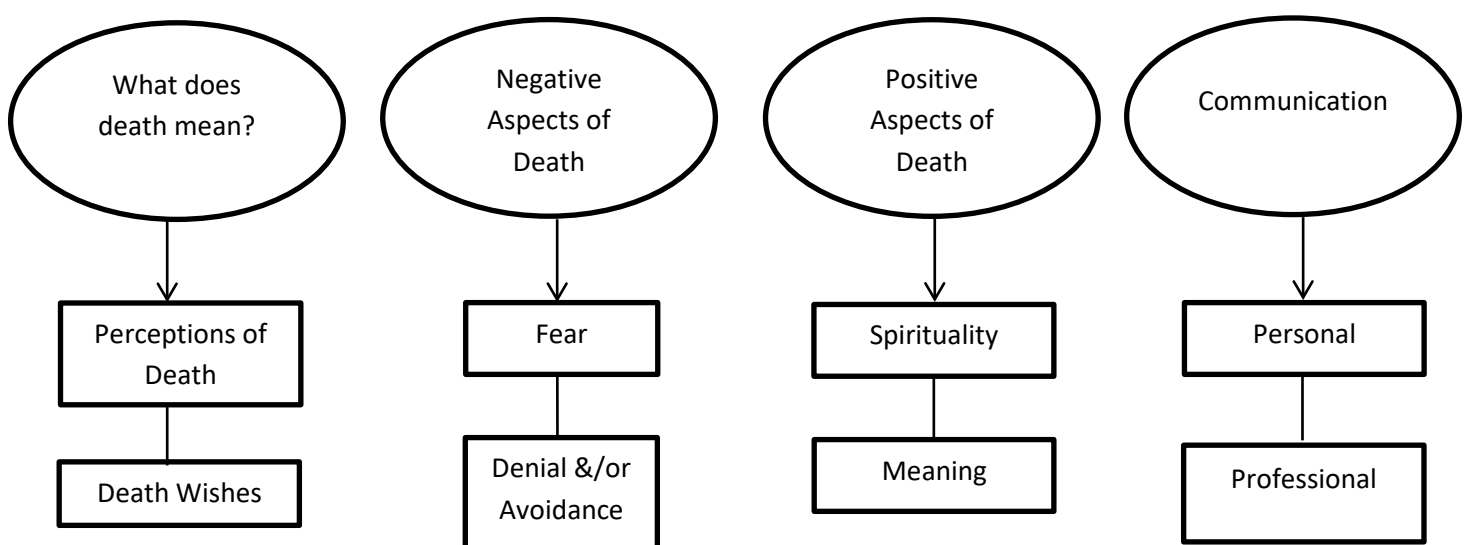 What does
death mean?
Negative
Aspects of
Death
Positive
Aspects of
Death
Communication
Perceptions of
Death
Fear
Spirituality
Personal
Death Wishes
Denial &/or
Avoidance
Meaning
Professional